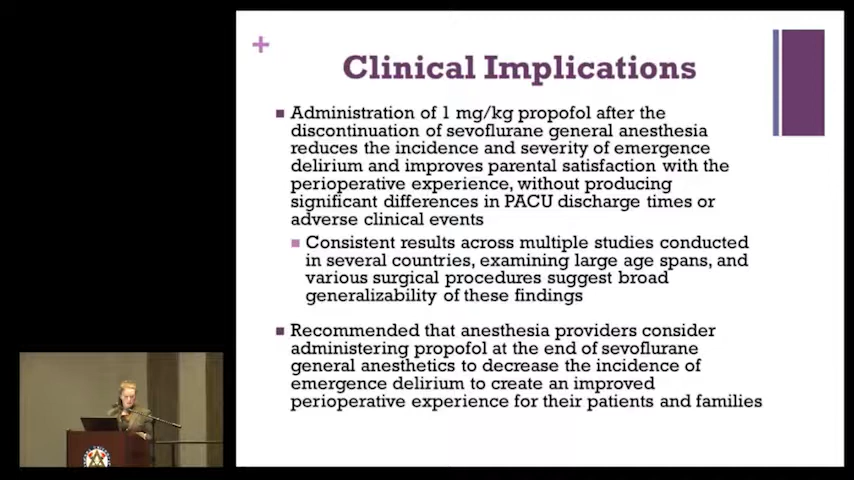 +
Clinical Implications
Administration of 1 mg/kg propofol after the
discontinuation of sevoflurane general anesthesia
reduces the incidence and severity of emergence
delirium and improves parental satisfaction with the
perioperative experience, without producing
significant differences in PACU discharge times or
adverse clinical events
Consistent results across multiple studies conducted
in several countries, examining large age spans, and
various surgical procedures suggest broad
generalizability of these findings
Recommended that anesthesia providers consider
administering propofol at the end of sevoflurane
general anesthetics to decrease the incidence of
emergence delirium to create an improved
perioperative experience for their patients and families